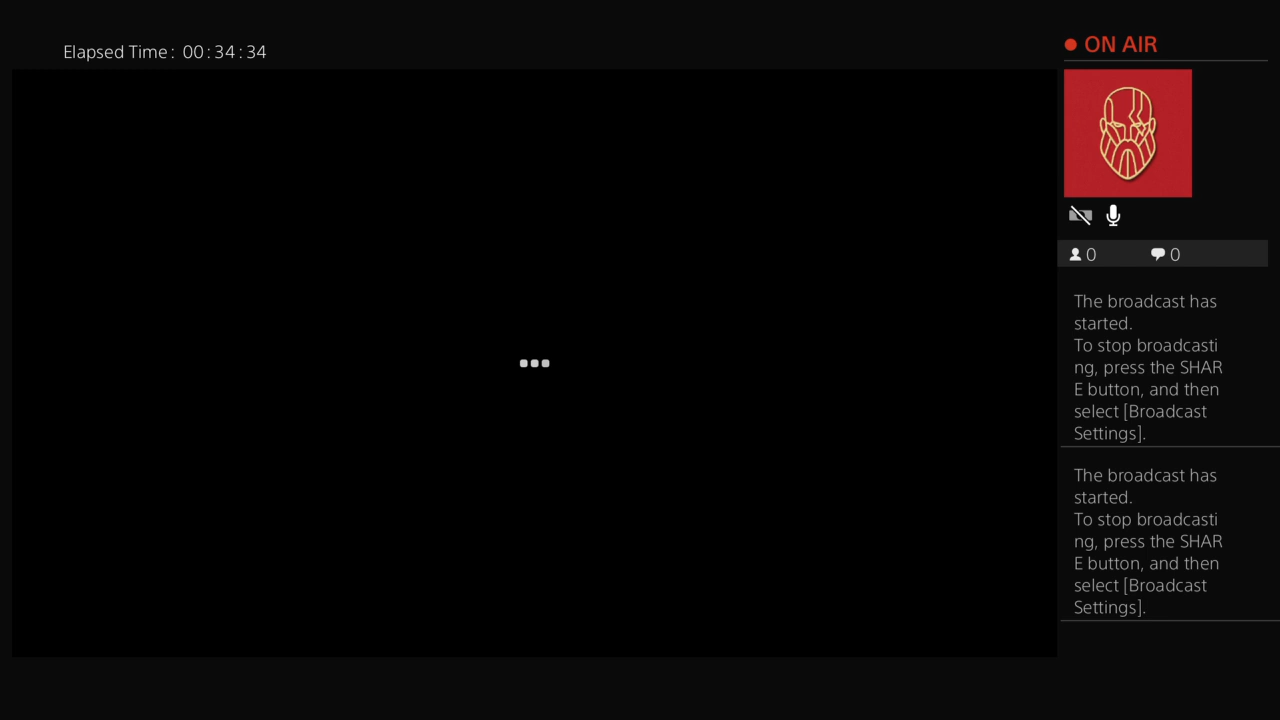 Elapsed Time: 00:34:34
ON AIR
0 0
The broadcast has
started.
To stop broadcasti
ng, press the SHAR
E button, and then
select [Broadcast
Settings].
The broadcast has
started.
To stop broadcasti
ng, press the SHAR
E button, and then
select [Broadcast
Settings].